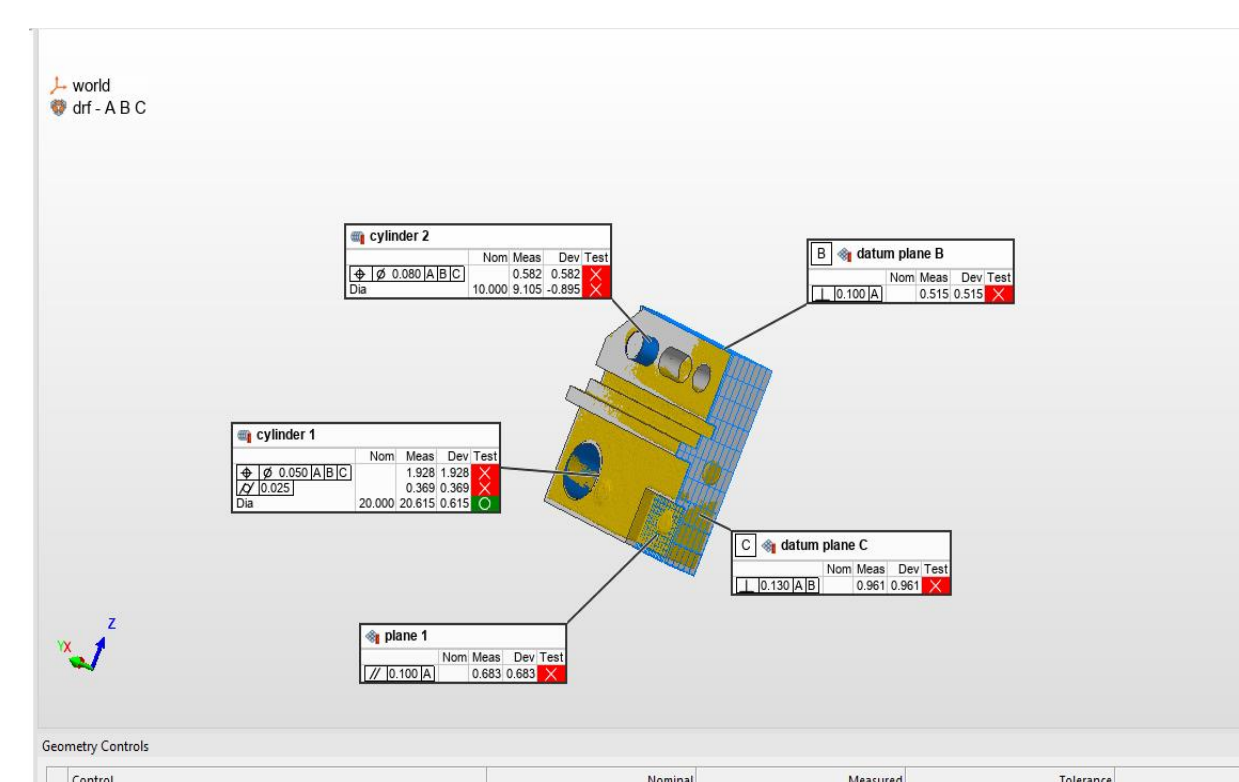 world
drf - A B C
cylinder 2
Nom Meas Dev Test
⌖ Ø 0.080 A B C 0.582 0.582 X
Dia 10.000 9.105 -0.895 X
B datum plane B
Nom Meas Dev Test
⊥ 0.100 A 0.515 0.515 X
cylinder 1
Nom Meas Dev Test
⌖ Ø 0.050 A B C 1.928 1.928 X
⌭ 0.025 0.369 0.369 X
Dia 20.000 20.615 0.615 O
C datum plane C
Nom Meas Dev Test
⊥ 0.130 A B 0.961 0.961 X
plane 1
Nom Meas Dev Test
// 0.100 A 0.683 0.683 X
Z
YX
Geometry Controls
Control Nominal Measured Tolerance